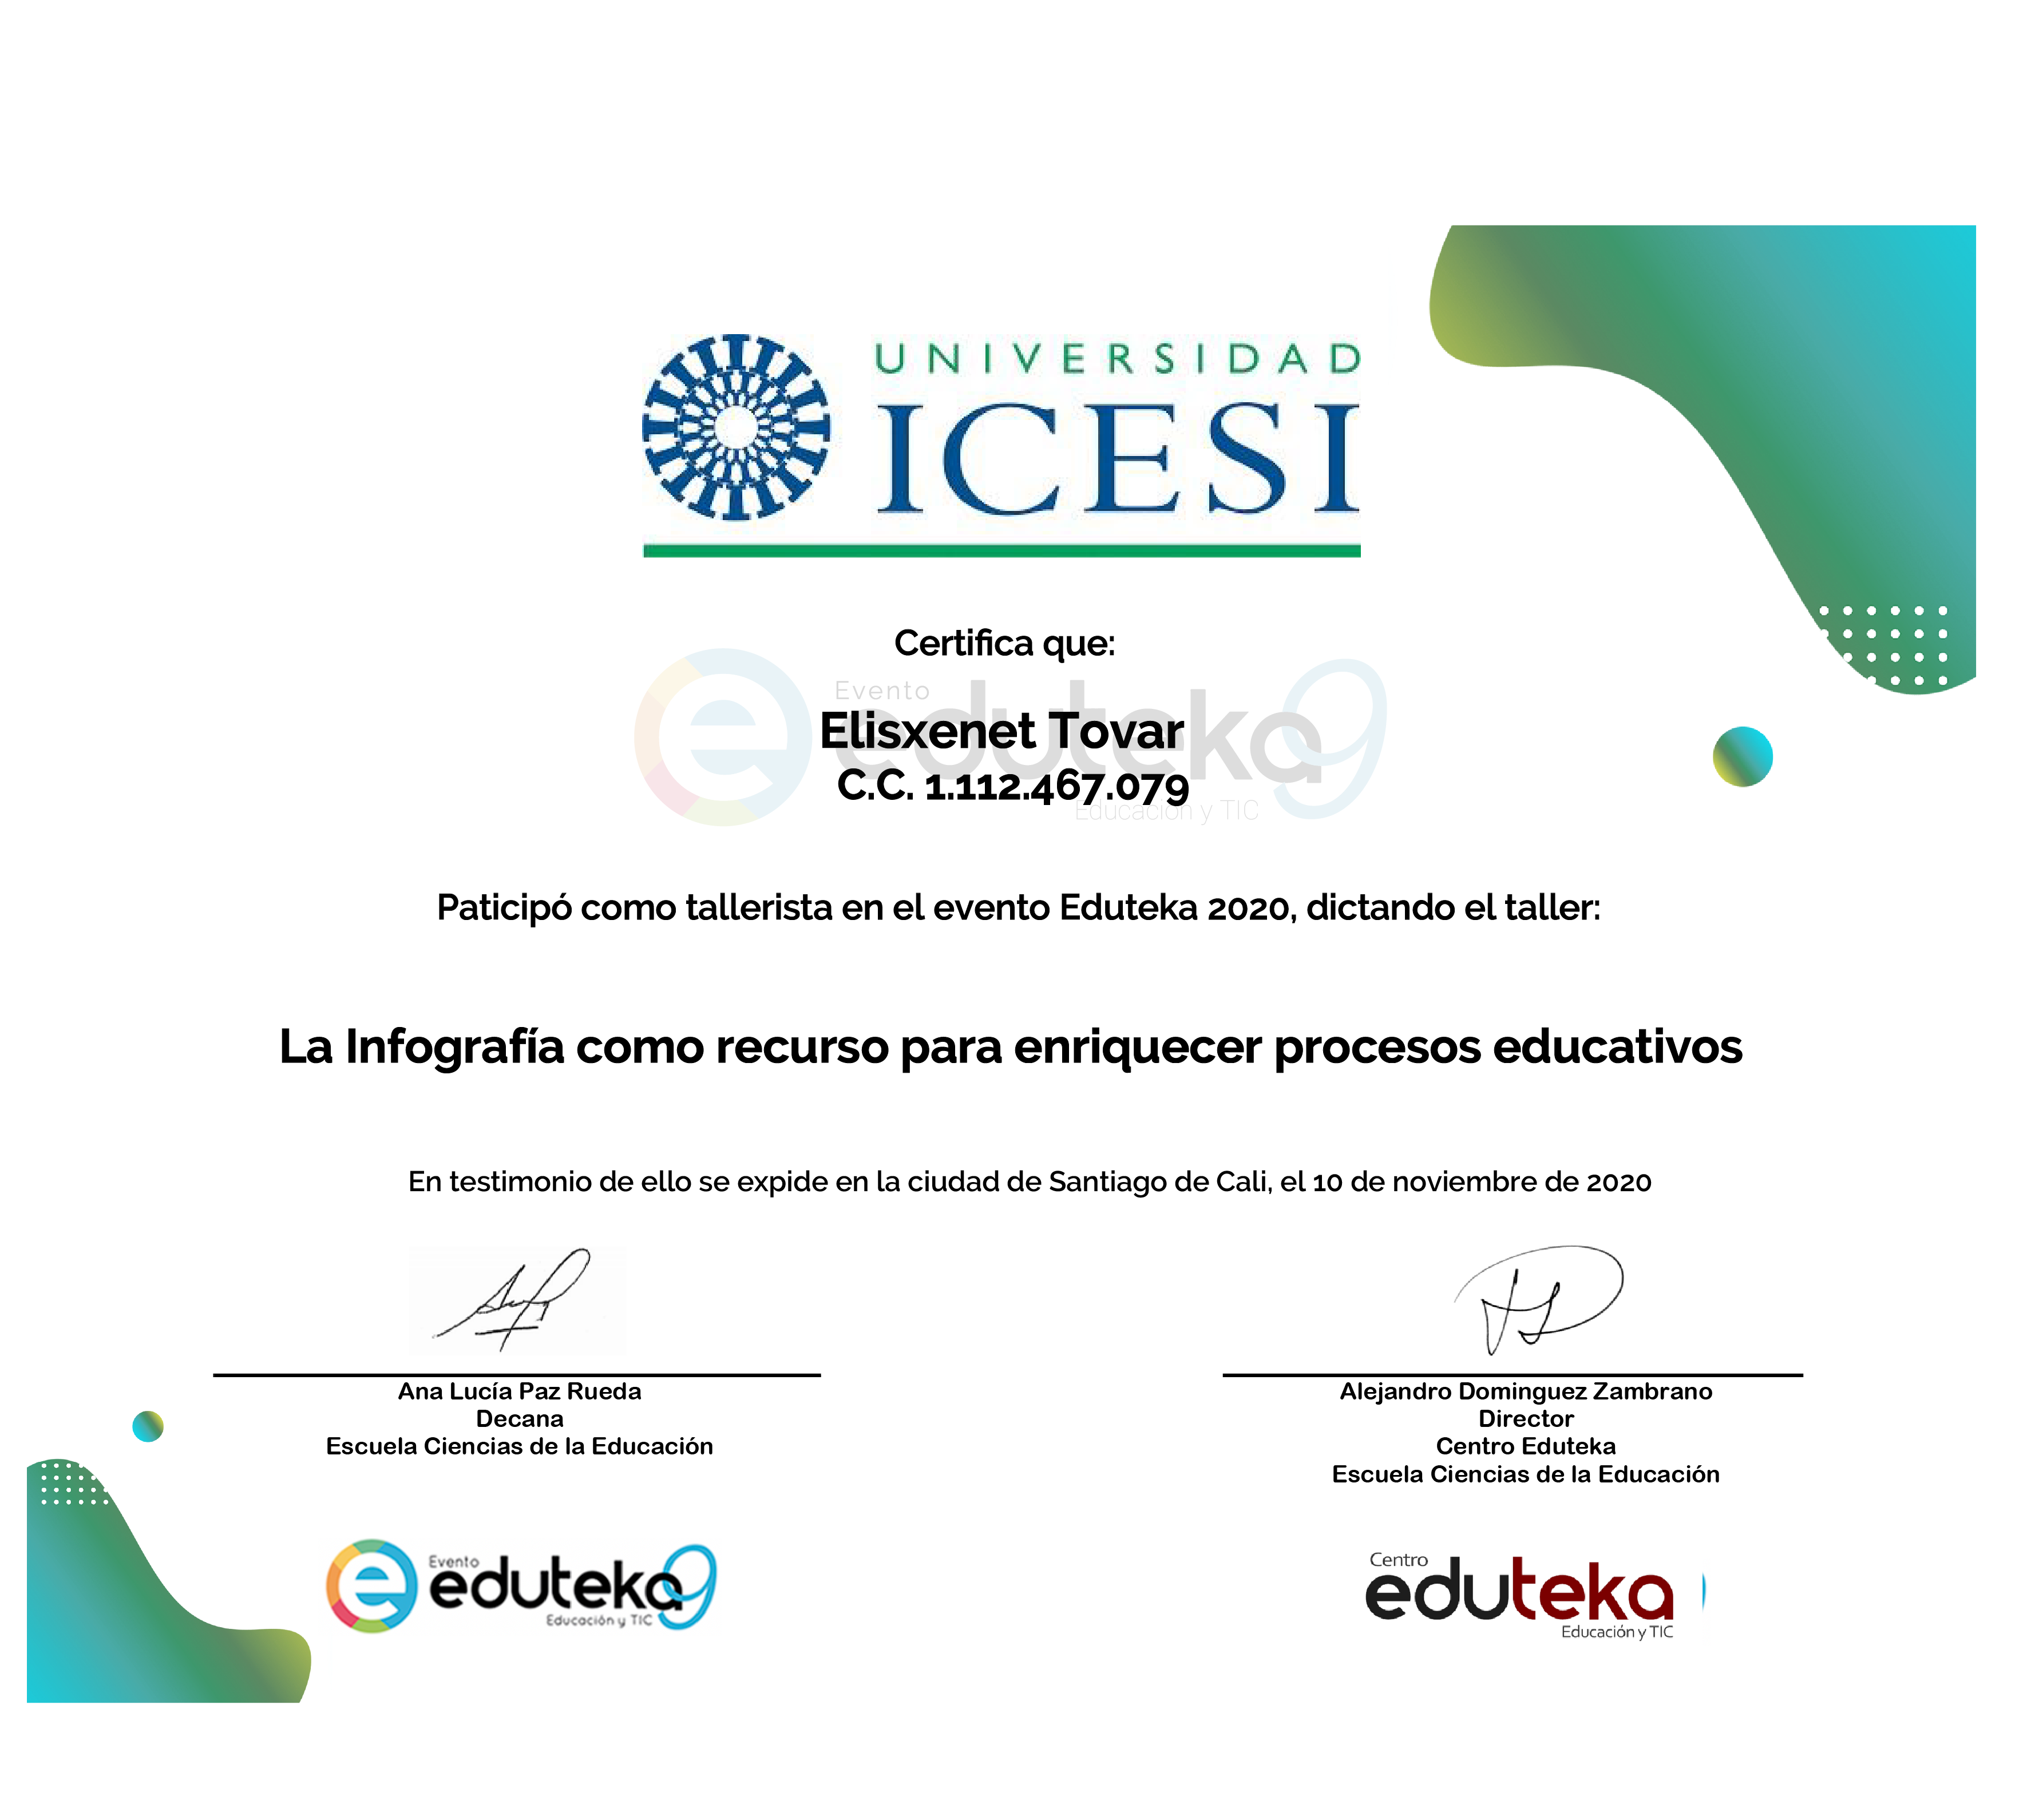 UNIVERSIDAD
ICESI
Certifica que:
Evento
eduteka9
Educación y TIC
Elisxenet Tovar
C.C. 1.112.467.079
Paticipó como tallerista en el evento Eduteka 2020, dictando el taller:
La Infografía como recurso para enriquecer procesos educativos
En testimonio de ello se expide en la ciudad de Santiago de Cali, el 10 de noviembre de 2020
Ana Lucía Paz Rueda
Decana
Escuela Ciencias de la Educación
Alejandro Dominguez Zambrano
Director
Centro Eduteka
Escuela Ciencias de la Educación
Evento
eduteka9
Educación y TIC
Centro
eduteka
Educación y TIC